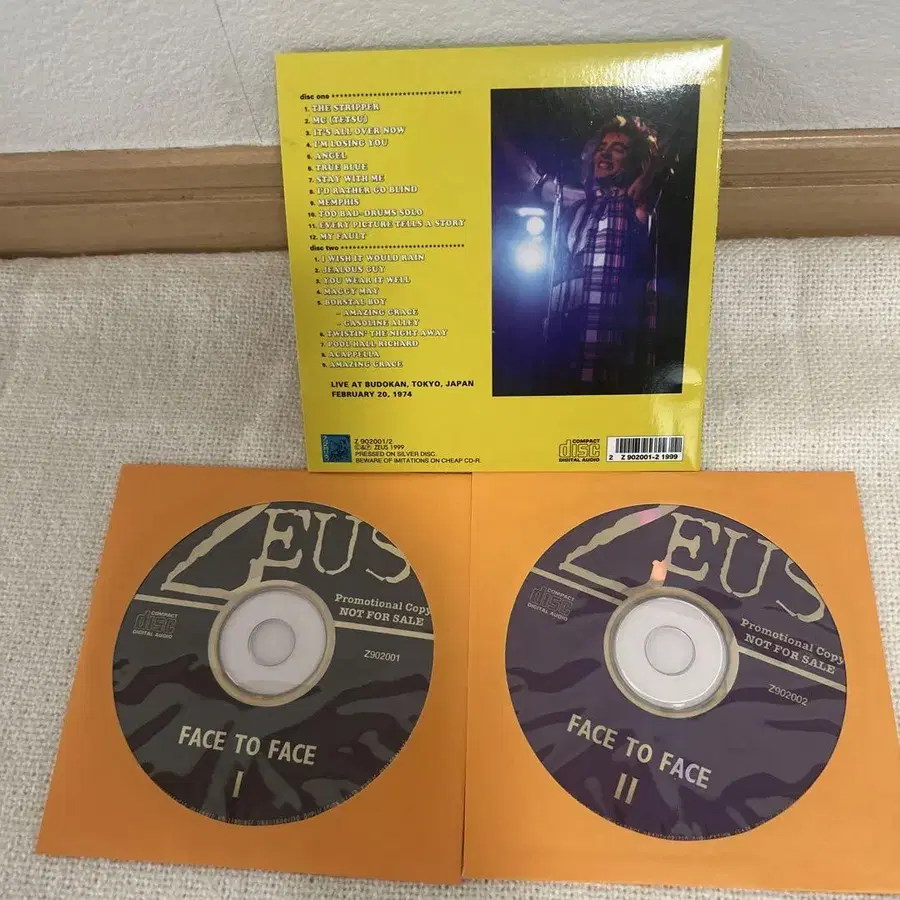 disc one
1. THE STRIPPER
2. MC (TETSU)
3. IT'S ALL OVER NOW
4. I'M LOSING YOU
5. ANGEL
6. TRUE BLUE
7. STAY WITH ME
8. I'D RATHER GO BLIND
9. MEMPHIS
10. TOO BAD~DRUMS SOLO
11. EVERY PICTURE TELLS A STORY
12. MY FAULT
disc two
1. I WISH IT WOULD RAIN
2. JEALOUS GUY
3. YOU WEAR IT WELL
4. MAGGY MAY
5. BORSTAL BOY
~ AMAZING GRACE
~ GASOLINE ALLEY
6. TWISTIN' THE NIGHT AWAY
7. POOL HALL RICHARD
8. ACAPPELLA
9. AMAZING GRACE
LIVE AT BUDOKAN, TOKYO, JAPAN
FEBRUARY 20, 1974
Z 902001/2
©&℗ ZEUS 1999
PRESSED ON SILVER DISC.
BEWARE OF IMITATIONS ON CHEAP CD-R.
COMPACT
disc
DIGITAL AUDIO
2 Z 902001-2 1999
ZEUS
COMPACT
disc
DIGITAL AUDIO
Promotional Copy
NOT FOR SALE
Z902001
FACE TO FACE
I
ZEUS
COMPACT
disc
DIGITAL AUDIO
Promotional Copy
NOT FOR SALE
Z902002
FACE TO FACE
II